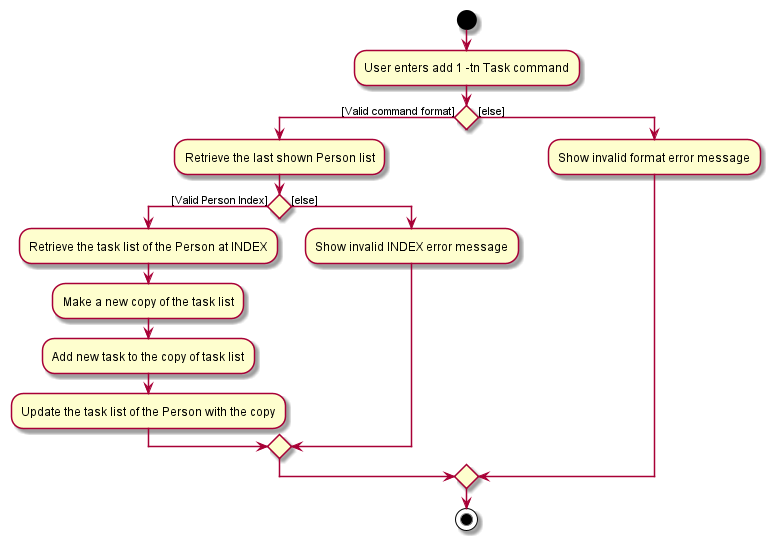 User enters add 1 -tn Task command
[Valid command format]
[else]
Retrieve the last shown Person list
Show invalid format error message
[Valid Person Index]
[else]
Retrieve the task list of the Person at INDEX
Show invalid INDEX error message
Make a new copy of the task list
Add new task to the copy of task list
Update the task list of the Person with the copy